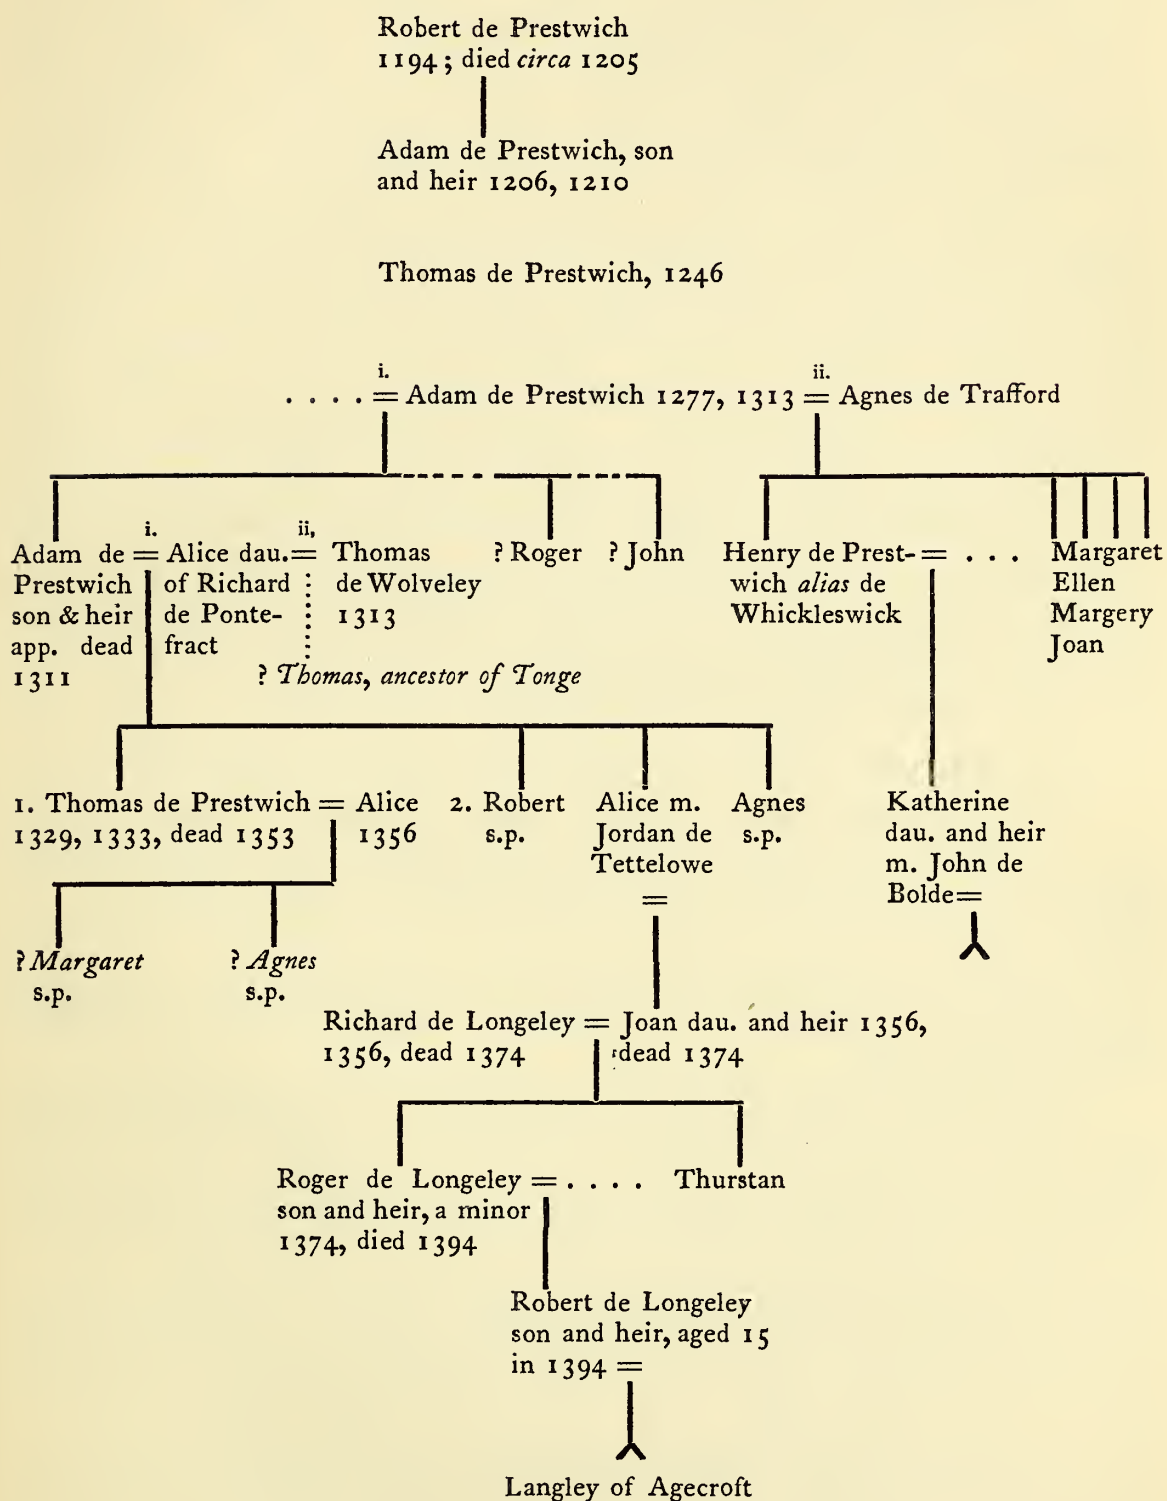 Robert de Prestwich
1194; died circa 1205
Adam de Prestwich, son
and heir 1206, 1210
Thomas de Prestwich, 1246
i. ii.
. . . . = Adam de Prestwich 1277, 1313 = Agnes de Trafford
i. ii,
Adam de = Alice dau. = Thomas ? Roger ? John Henry de Prest- = . . . Margaret
Prestwich of Richard de Wolveley wich alias de Ellen
son & heir de Ponte- 1313 Whickleswick Margery
app. dead fract Joan
1311 ? Thomas, ancestor of Tonge
1. Thomas de Prestwich = Alice 2. Robert Alice m. Agnes Katherine
1329, 1333, dead 1353 1356 s.p. Jordan de s.p. dau. and heir
Tettelowe m. John de
= Bolde=
? Margaret ? Agnes
s.p. s.p.
Richard de Longeley = Joan dau. and heir 1356,
1356, dead 1374 dead 1374
Roger de Longeley = . . . . Thurstan
son and heir, a minor
1374, died 1394
Robert de Longeley
son and heir, aged 15
in 1394 =
Langley of Agecroft